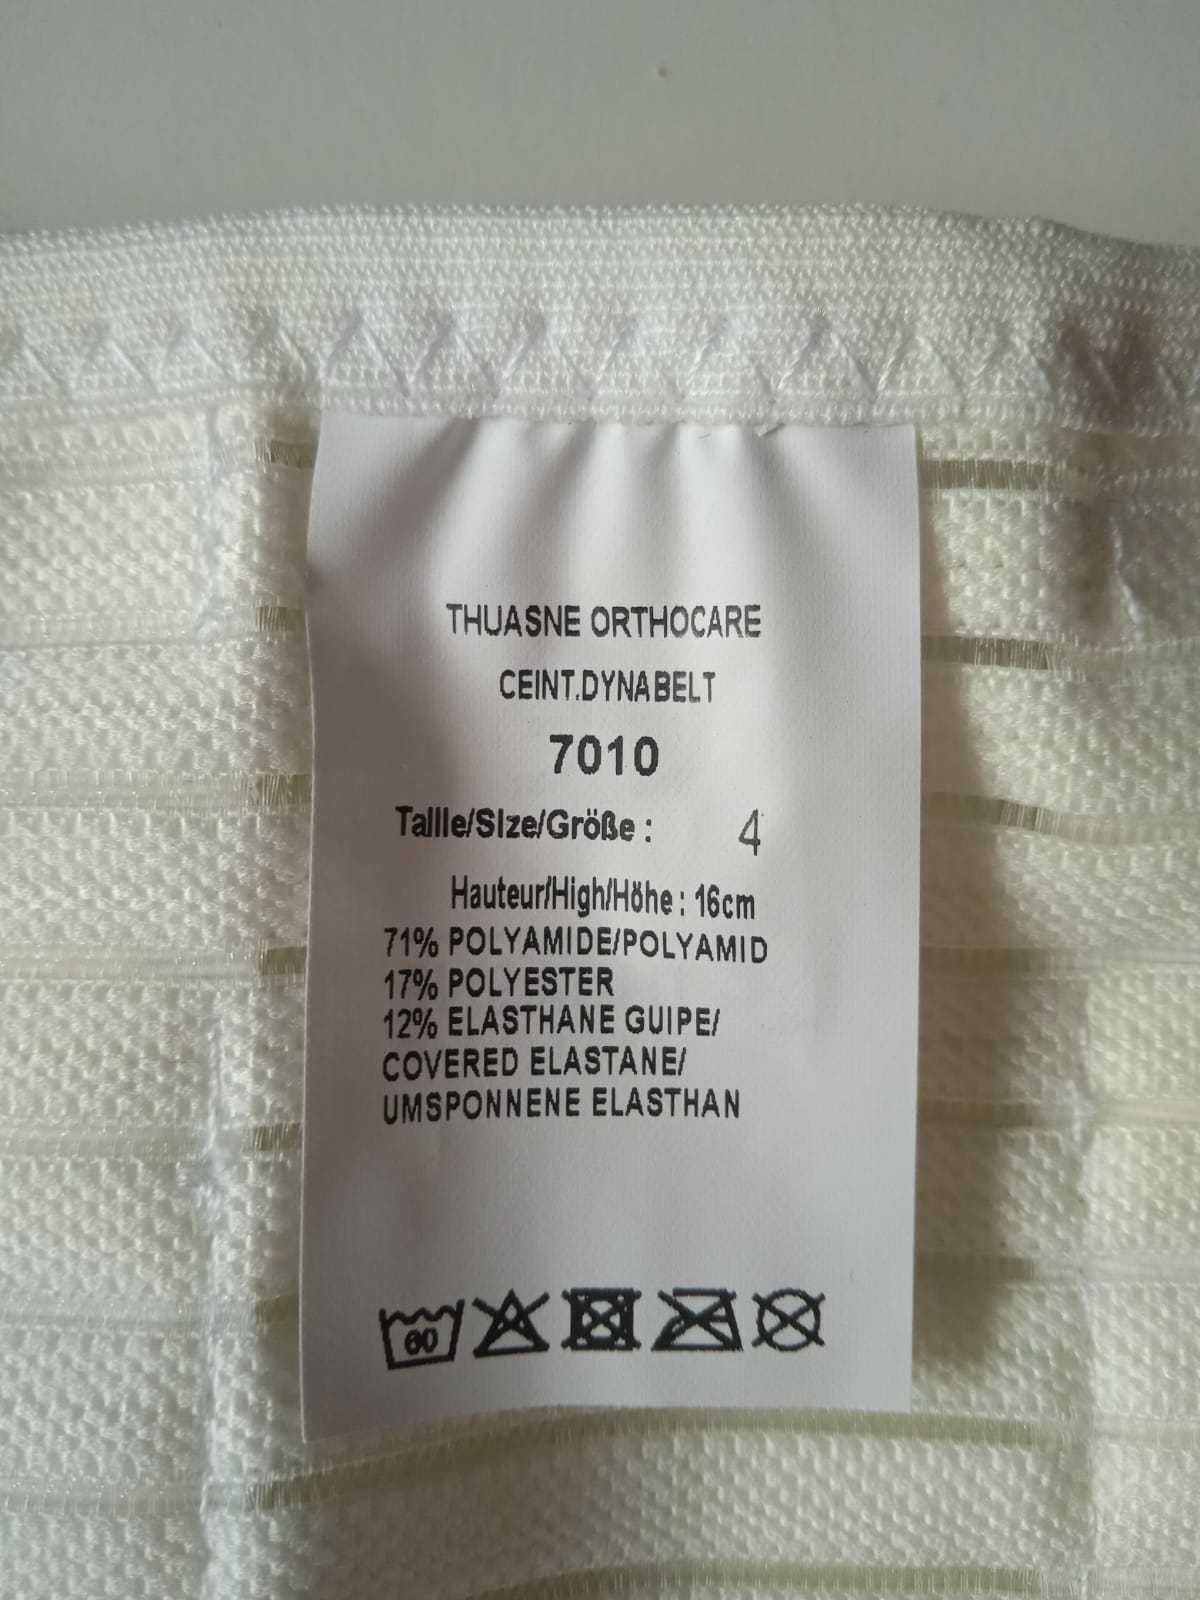 THUASNE ORTHOCARE
CEINT.DYNABELT
7010
Taille/Size/Größe : 4
Hauteur/High/Höhe : 16cm
71% POLYAMIDE/POLYAMID
17% POLYESTER
12% ELASTHANE GUIPE/
COVERED ELASTANE/
UMSPONNENE ELASTHAN
60